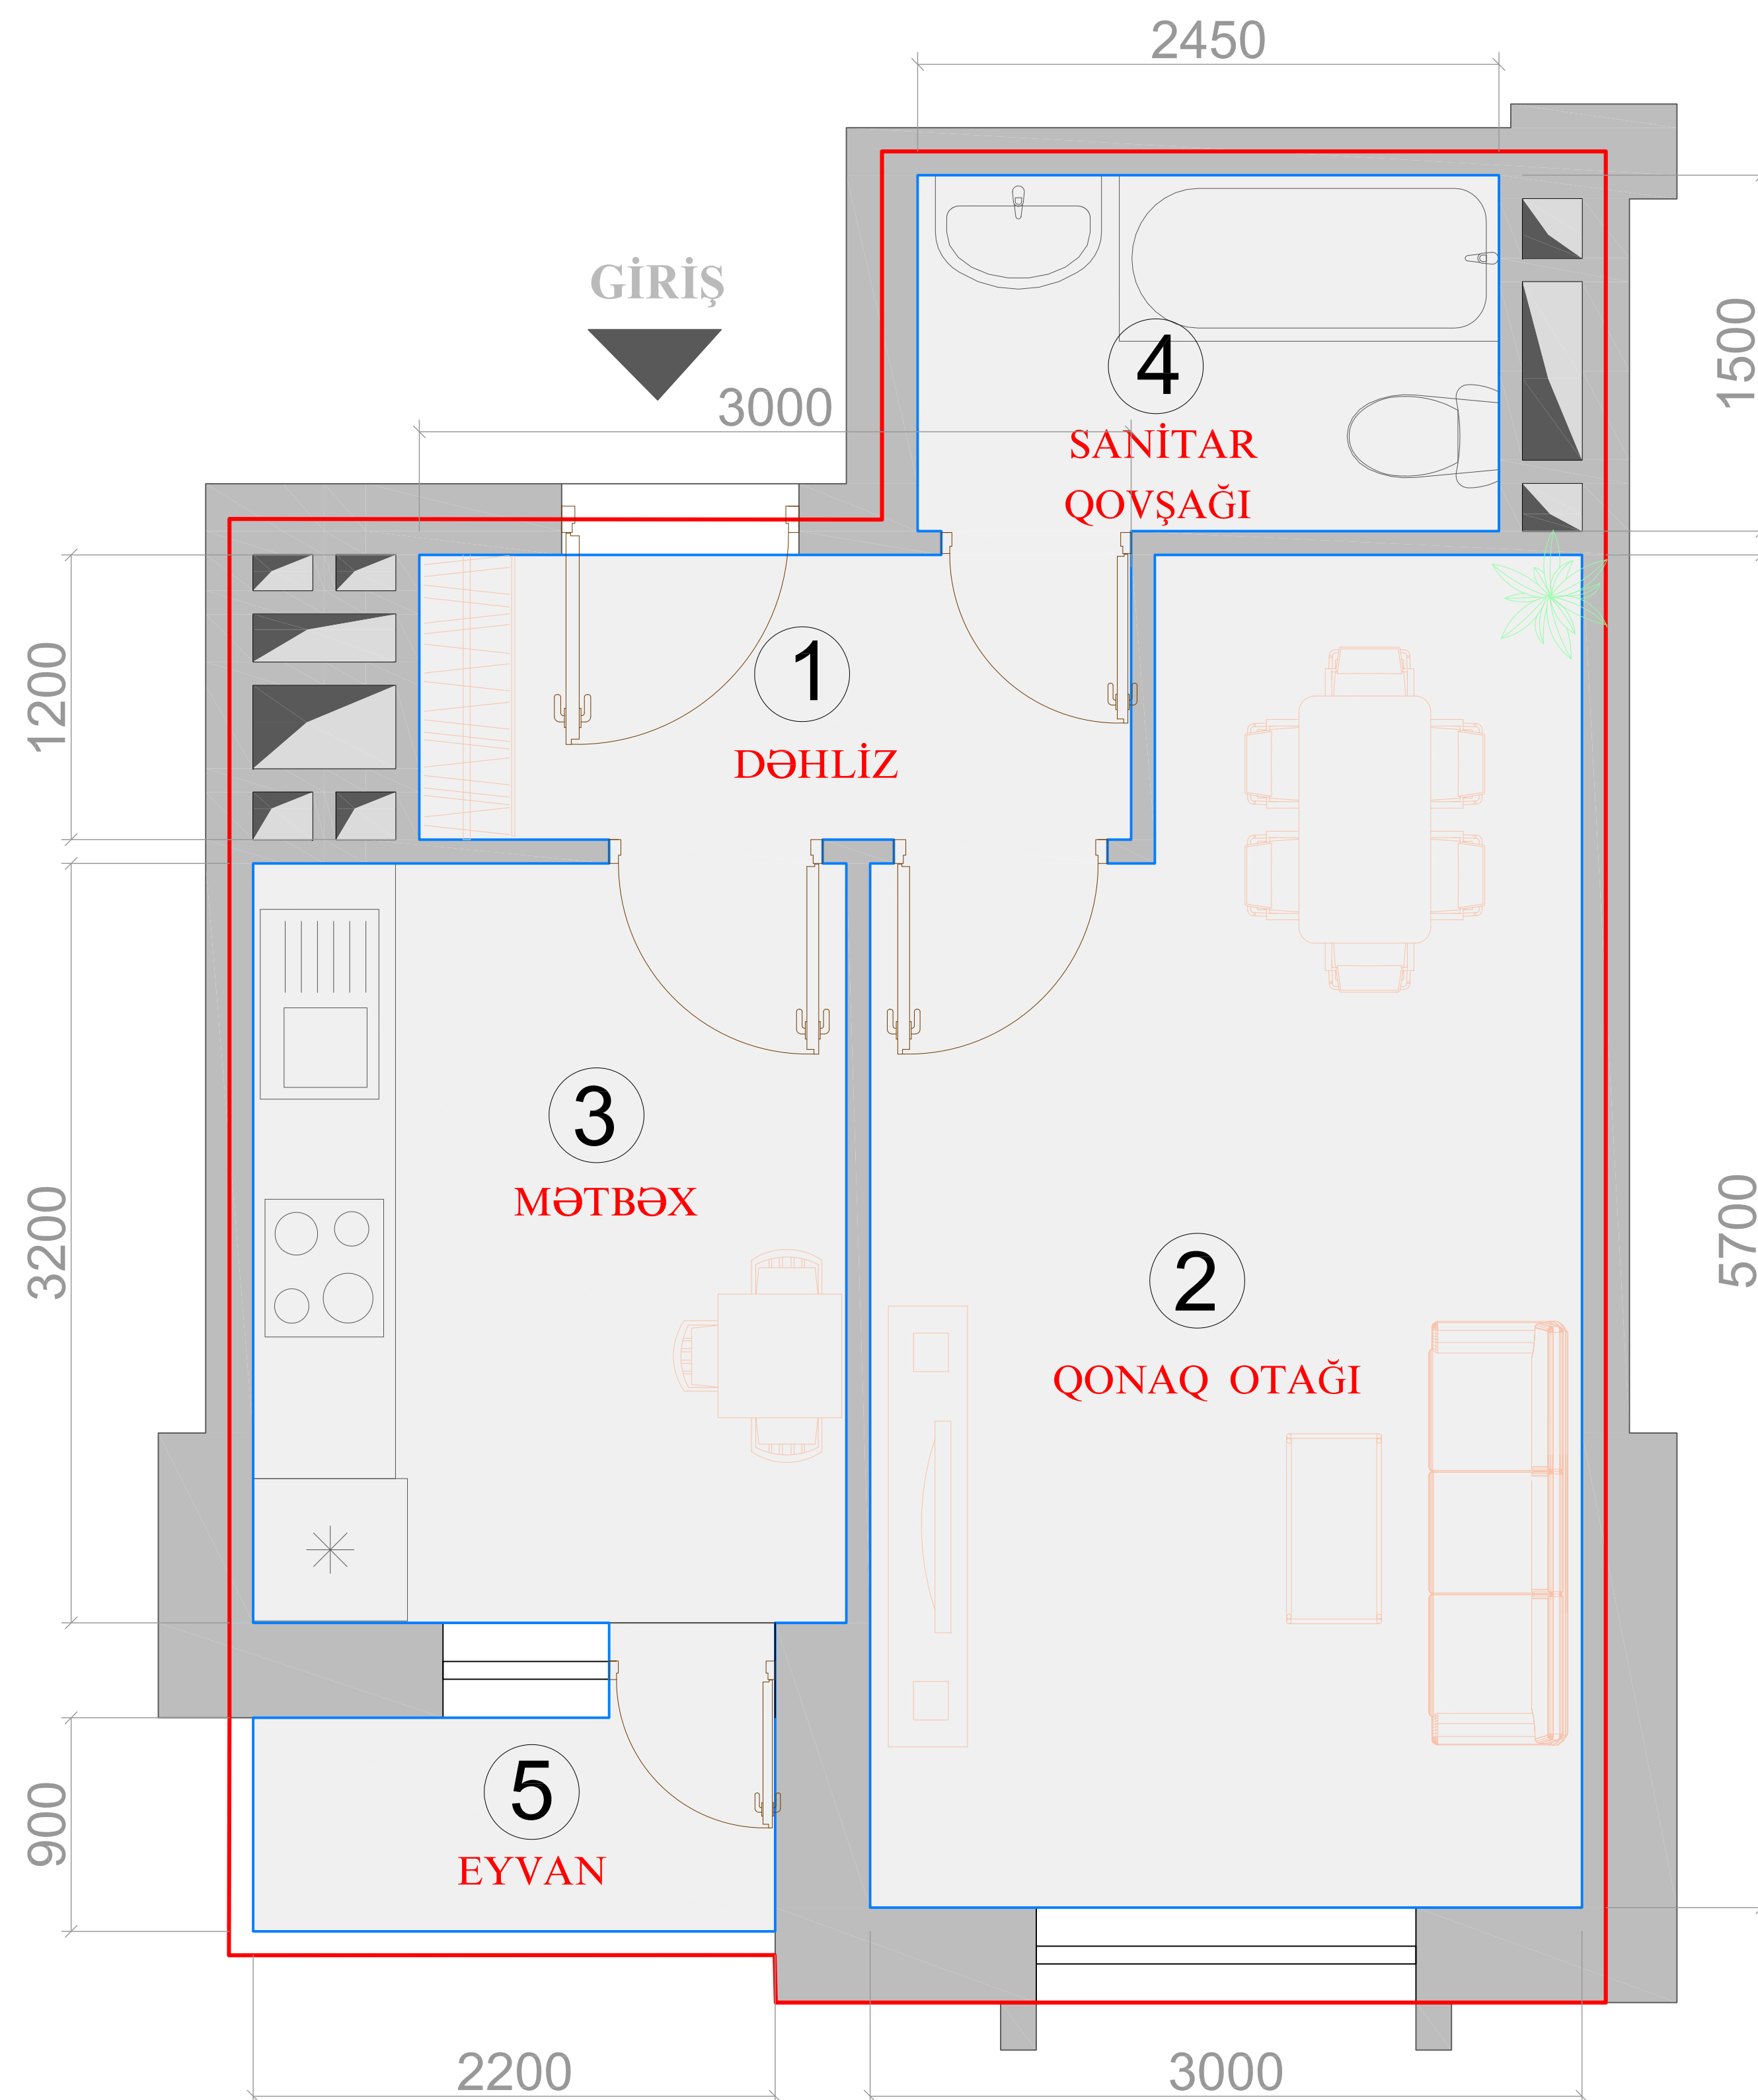 2450
GİRİŞ
3000
1500
4
SANİTAR
QOVŞAĞI
1200
1
DƏHLİZ
3
MƏTBƏX
3200
5700
2
QONAQ OTAĞI
5
EYVAN
900
2200
3000